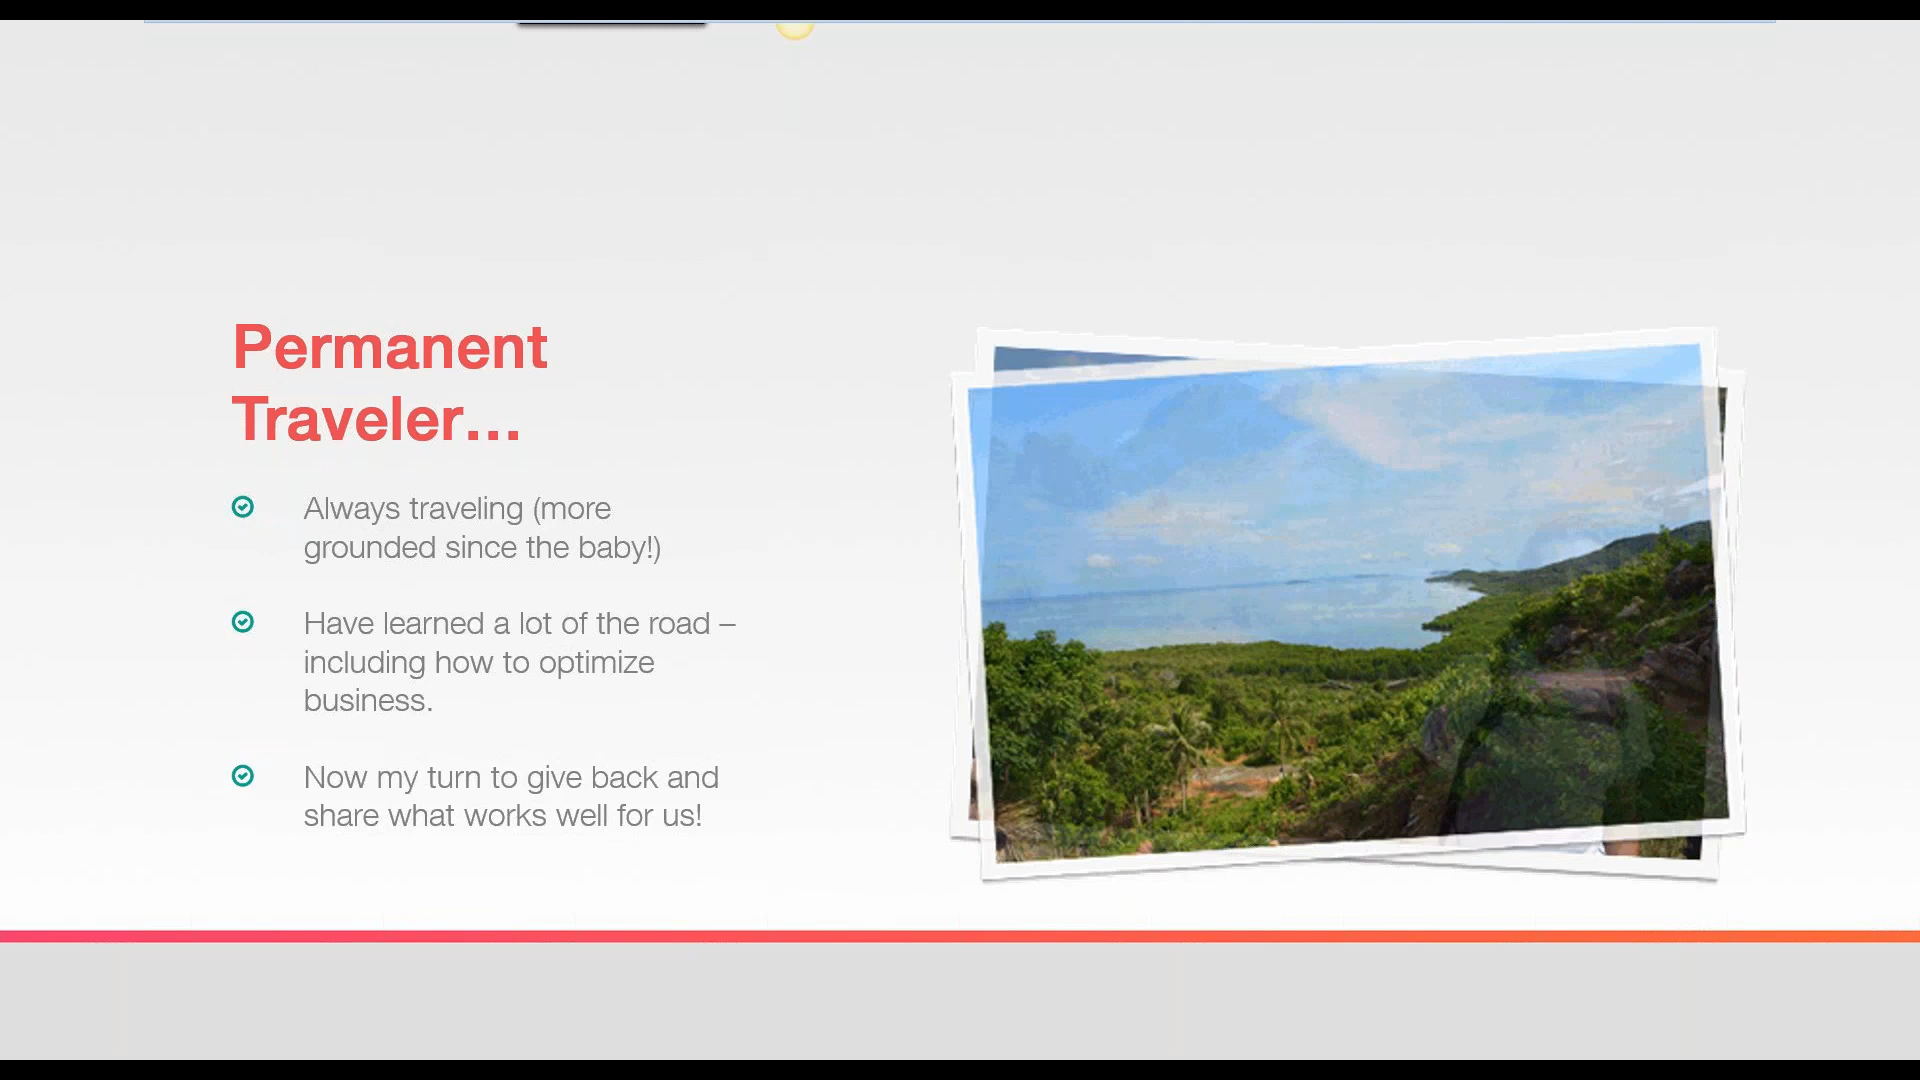 Permanent
Traveler...
Always traveling (more
grounded since the baby!)
Have learned a lot of the road –
including how to optimize
business.
Now my turn to give back and
share what works well for us!